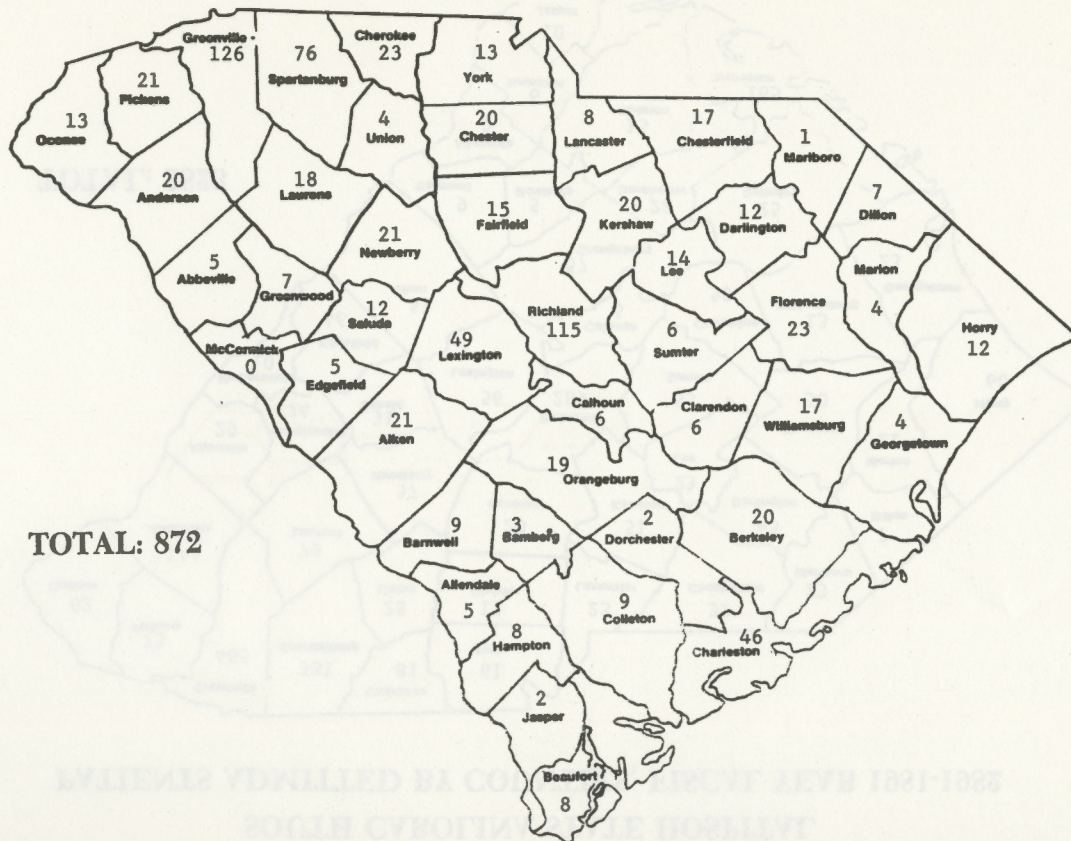 Greenville
126
76
Spartanburg
Cherokee
23
13
York
21
Pickens
13
Oconee
4
Union
20
Chester
8
Lancaster
17
Chesterfield
1
Marlboro
20
Anderson
18
Laurens
15
Fairfield
20
Kershaw
12
Darlington
7
Dillon
21
Newberry
14
Lee
Marion
4
5
Abbeville
7
Greenwood
12
Saluda
Richland
115
Florence
23
Horry
12
McCormick
0
5
Edgefield
49
Lexington
6
Sumter
21
Aiken
Calhoun
6
Clarendon
6
17
Williamsburg
4
Georgetown
19
Orangeburg
TOTAL: 872
9
Barnwell
3
Bamberg
2
Dorchester
20
Berkeley
Allendale
5
9
Colleton
8
Hampton
46
Charleston
2
Jasper
Beaufort
8
PATIENTS ADMITTED BY COUNTY FISCAL YEAR 1981-1982
SOUTH CAROLINA STATE HOSPITAL